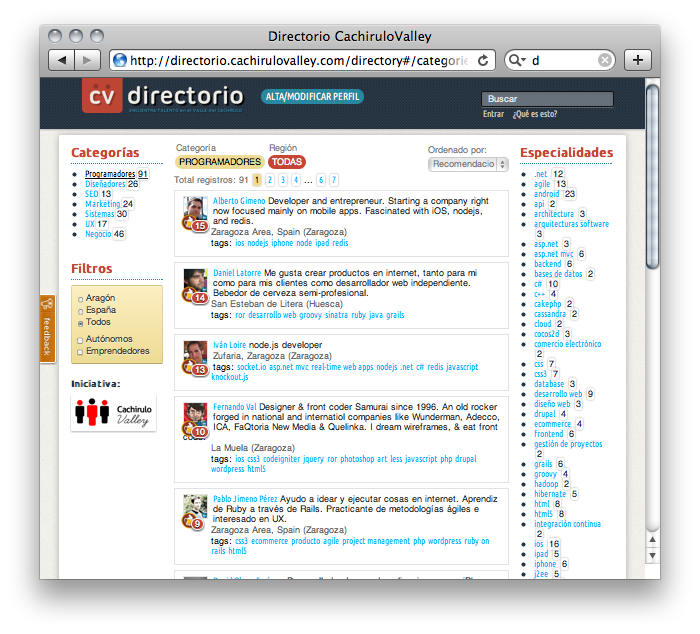 Directorio CachiruloValley
http://directorio.cachirulovalley.com/directory#/categorie
d
cv directorio
ALTA/MODIFICAR PERFIL
Buscar
Entrar ¿Qué es esto?
Categorías
Programadores 91
Diseñadores 26
SEO 13
Marketing 24
Sistemas 30
UX 17
Negocio 46
Filtros
Aragón
España
Todos
Autónomos
Emprendedores
feedback
Iniciativa:
Cachirulo
Valley
Categoría Región
PROGRAMADORES TODAS
Ordenado por:
Recomendacio
Total registros: 91 1 2 3 4 ... 6 7
15
Alberto Gimeno Developer and entrepreneur. Starting a company right
now focused mainly on mobile apps. Fascinated with iOS, nodejs,
and redis.
Zaragoza Area, Spain (Zaragoza)
tags: ios nodejs iphone node ipad redis
14
Daniel Latorre Me gusta crear productos en internet, tanto para mi
como para mis clientes como desarrollador web independiente.
Bebedor de cerveza semi-profesional.
San Esteban de Litera (Huesca)
tags: ror desarrollo web groovy sinatra ruby java grails
13
Iván Loire node.js developer
Zufaria, Zaragoza (Zaragoza)
tags: socket.io asp.net mvc real-time web apps nodejs .net c# redis javascript
knockout.js
10
Fernando Val Designer & front coder Samurai since 1996. An old rocker
forged in national and internatiol companies like Wunderman, Adecco,
ICA, FaQtoria New Media & Quelinka. I dream wireframes, & eat front
La Muela (Zaragoza)
tags: ios css3 codeigniter jquery ror photoshop art less javascript php drupal
wordpress html5
9
Pablo Jimeno Pérez Ayudo a idear y ejecutar cosas en internet. Aprendiz
de Ruby a través de Rails. Practicante de metodologías ágiles e
interesado en UX.
Zaragoza Area, Spain (Zaragoza)
tags: css3 ecommerce producto agile project management php wordpress ruby on
rails html5
Especialidades
.net 12
agile 13
android 23
api 2
architectura 3
arquitecturas software
3
asp.net 3
asp.net mvc 6
backend 6
bases de datos 2
c# 10
c++ 4
cakephp 2
cassandra 2
cloud 2
cocos2d 3
comercio electrónico
2
css 7
css3 7
database 3
desarrollo web 9
diseño web 3
drupal 4
ecommerce 4
frontend 6
gestión de proyectos
2
grails 6
groovy 4
hadoop 2
hibernate 5
html 8
html5 8
integración continua
2
ios 16
ipad 5
iphone 6
j2ee 5